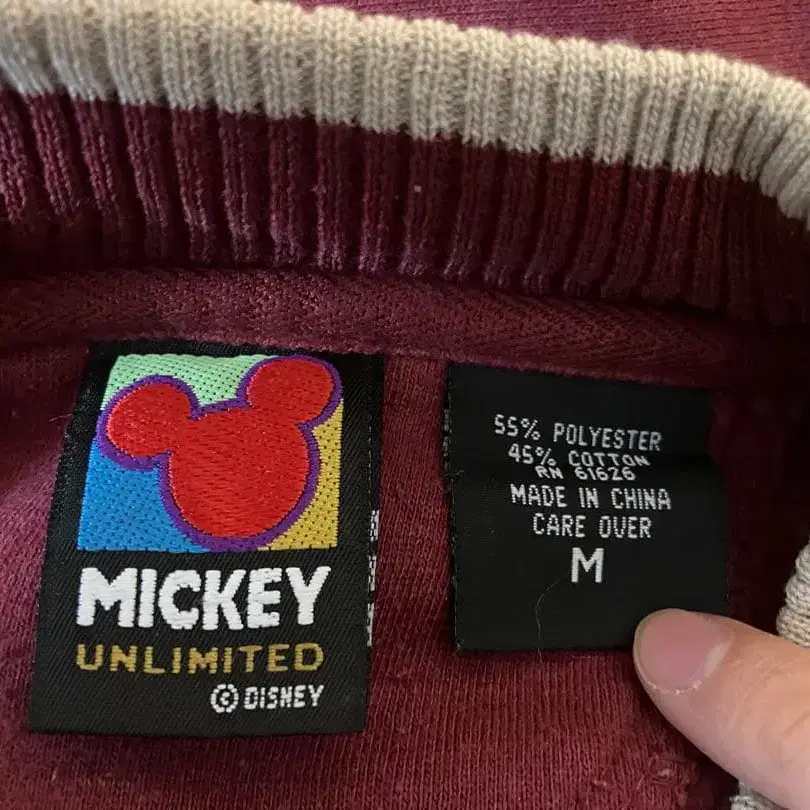 MICKEY
UNLIMITED
© DISNEY
55% POLYESTER
45% COTTON
RN 61626
MADE IN CHINA
CARE OVER
M